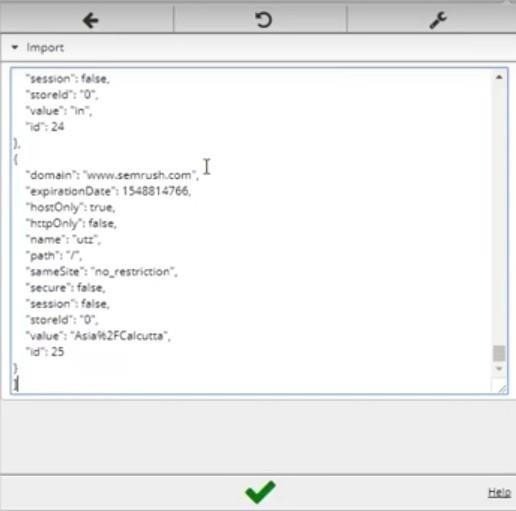 Import
"session": false,
"storeId": "0",
"value": "in",
"id": 24
},
{
"domain": "www.semrush.com",
"expirationDate": 1548814766,
"hostOnly": true,
"httpOnly": false,
"name": "utz",
"path": "/",
"sameSite": "no_restriction",
"secure": false,
"session": false,
"storeId": "0",
"value": "Asia%2FCalcutta",
"id": 25
}
]
Help